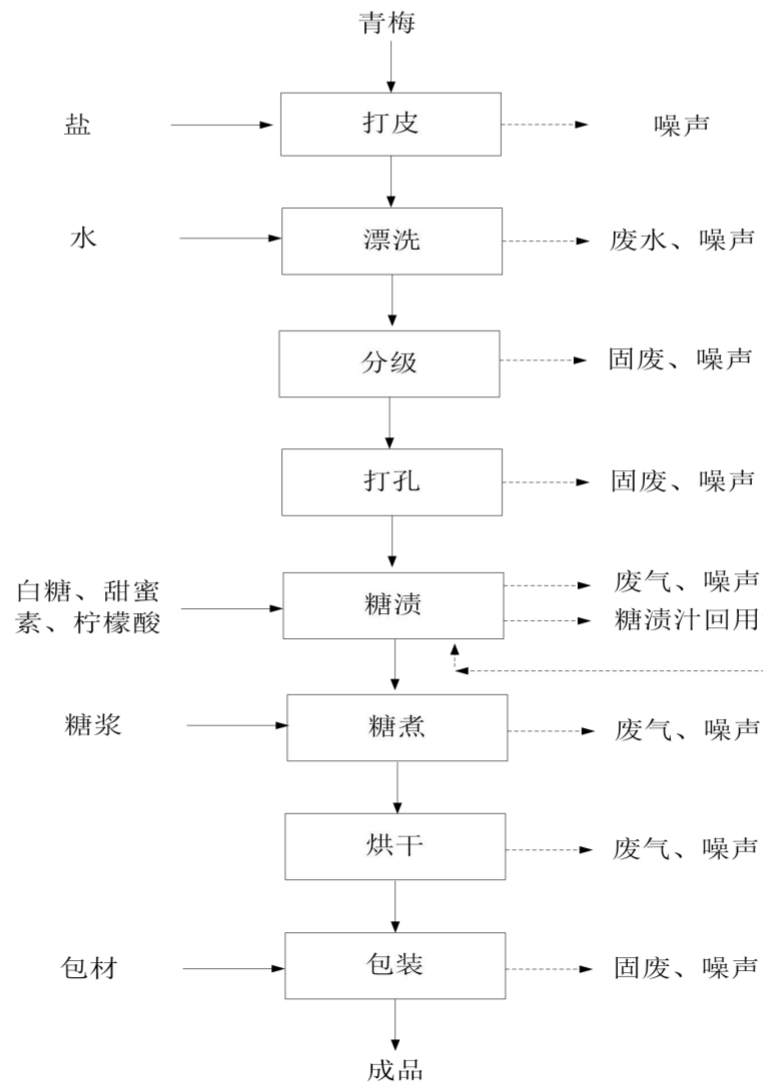 青梅
盐
打皮
噪声
水
漂洗
废水、噪声
分级
固废、噪声
打孔
固废、噪声
白糖、甜蜜
素、柠檬酸
糖渍
废气、噪声
糖渍汁回用
糖浆
糖煮
废气、噪声
烘干
废气、噪声
包材
包装
固废、噪声
成品